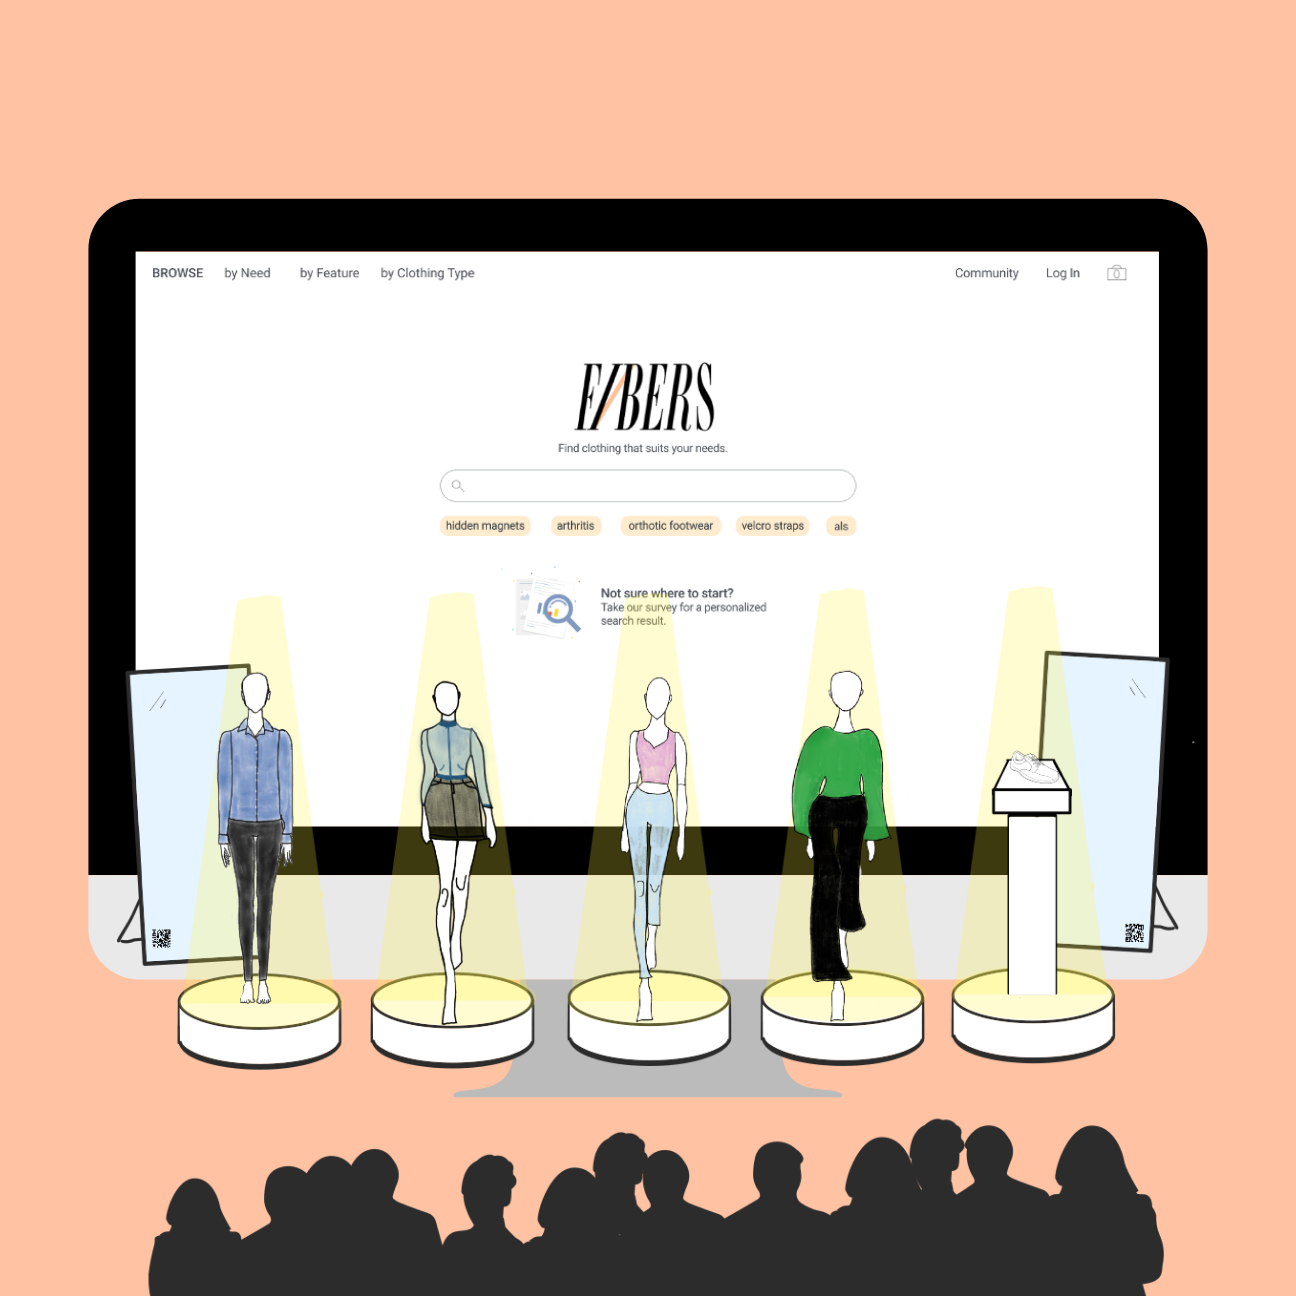 BROWSE by Need by Feature by Clothing Type Community Log In 0
FIBERS
Find clothing that suits your needs.
hidden magnets arthritis orthotic footwear velcro straps als
Not sure where to start?
Take our survey for a personalized
search result.